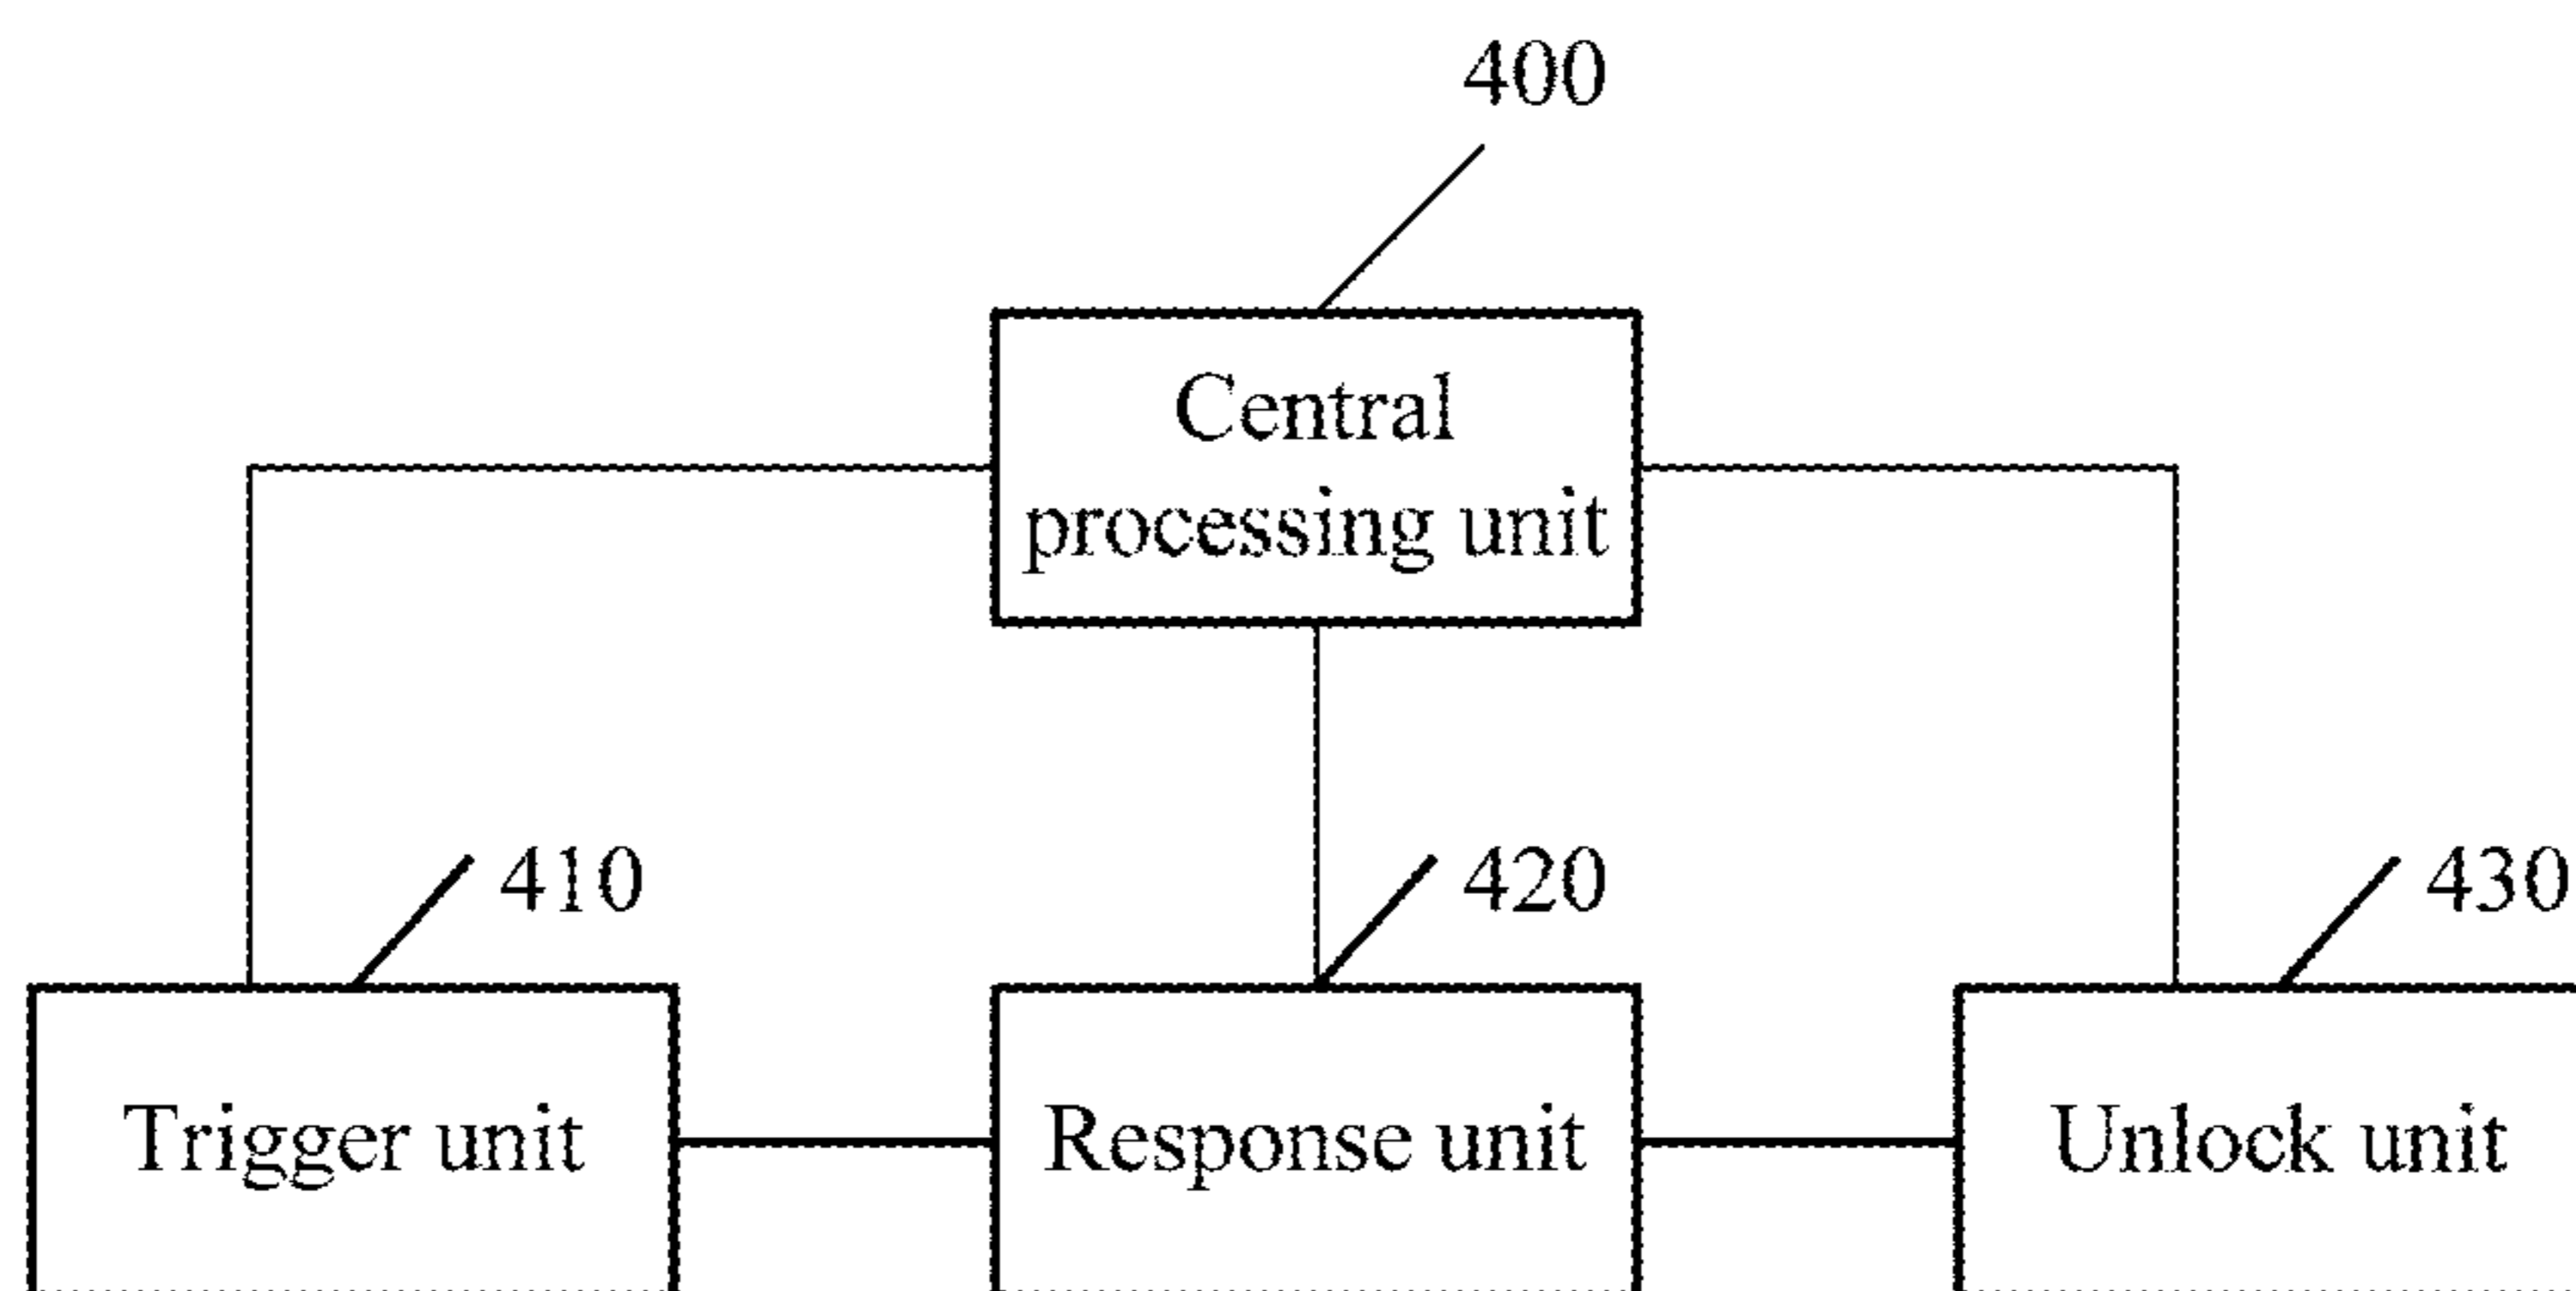 400
Central
processing unit
410
420
430
Trigger unit
Response unit
Unlock unit